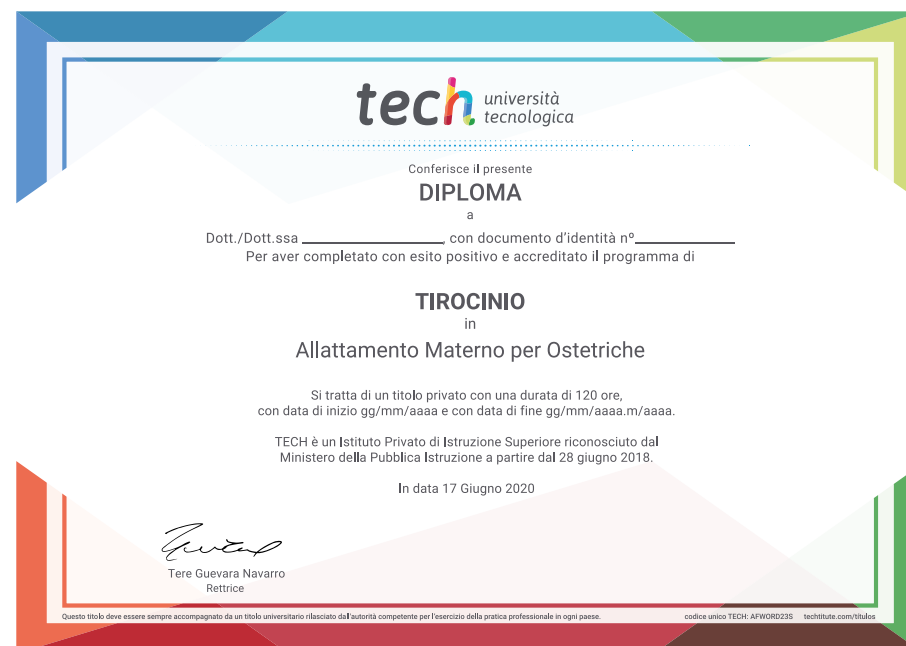 tech università
tecnologica
Conferisce il presente
DIPLOMA
a
Dott./Dott.ssa ____________________, con documento d'identità nº______________
Per aver completato con esito positivo e accreditato il programma di
TIROCINIO
in
Allattamento Materno per Ostetriche
Si tratta di un titolo privato con una durata di 120 ore,
con data di inizio gg/mm/aaaa e con data di fine gg/mm/aaaa.m/aaaa.
TECH è un Istituto Privato di Istruzione Superiore riconosciuto dal
Ministero della Pubblica Istruzione a partire dal 28 giugno 2018.
In data 17 Giugno 2020
Tere Guevara Navarro
Rettrice
Questo titolo deve essere sempre accompagnato da un titolo universitario rilasciato dall'autorità competente per l'esercizio della pratica professionale in ogni paese. codice unico TECH: AFWORD23S techtitute.com/titulos